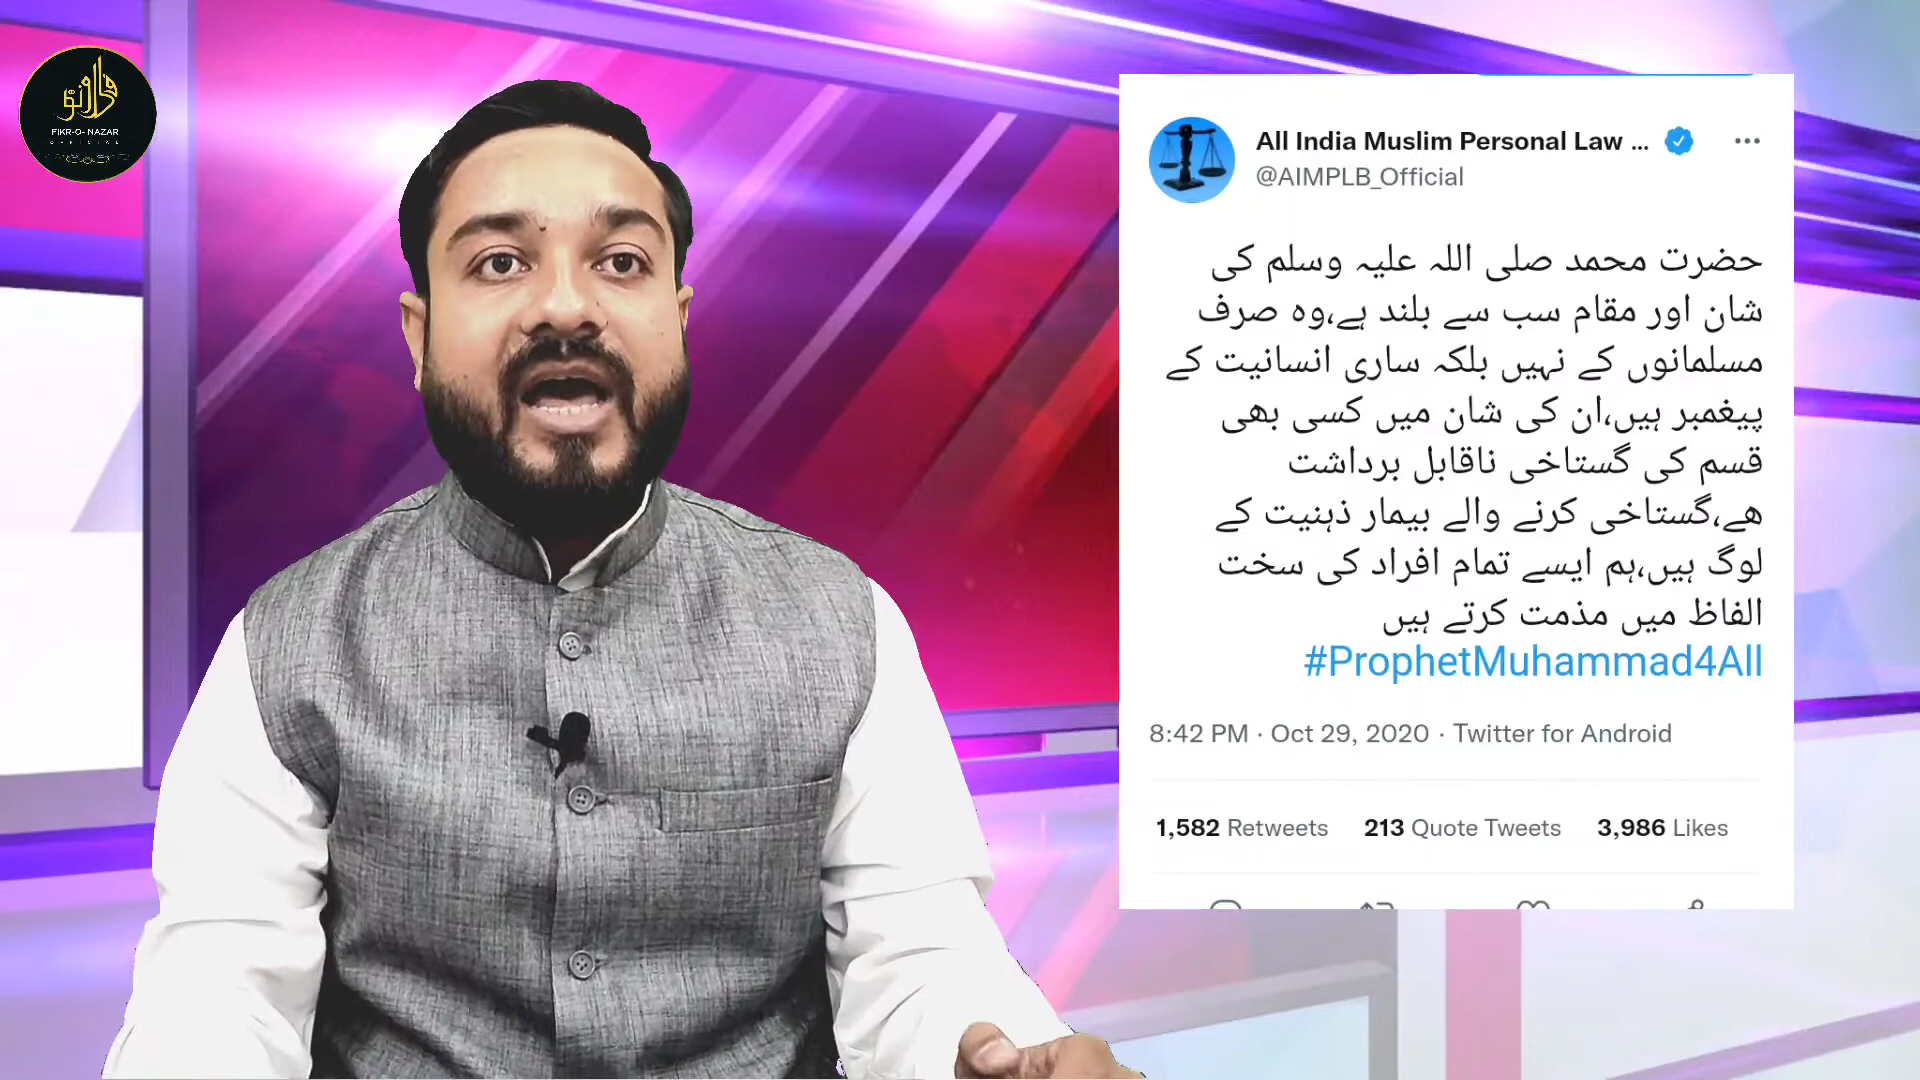 FIKR-O-NAZAR
OFFICIAL
All India Muslim Personal Law ...
@AIMPLB_Official
حضرت محمد صلی اللہ علیہ وسلم کی
شان اور مقام سب سے بلند ہے،وہ صرف
مسلمانوں کے نہیں بلکہ ساری انسانیت کے
پیغمبر ہیں،ان کی شان میں کسی بھی
قسم کی گستاخی ناقابل برداشت
ھے،گستاخی کرنے والے بیمار ذہنیت کے
لوگ ہیں،ہم ایسے تمام افراد کی سخت
الفاظ میں مذمت کرتے ہیں
#ProphetMuhammad4All
8:42 PM · Oct 29, 2020 · Twitter for Android
1,582 Retweets 213 Quote Tweets 3,986 Likes